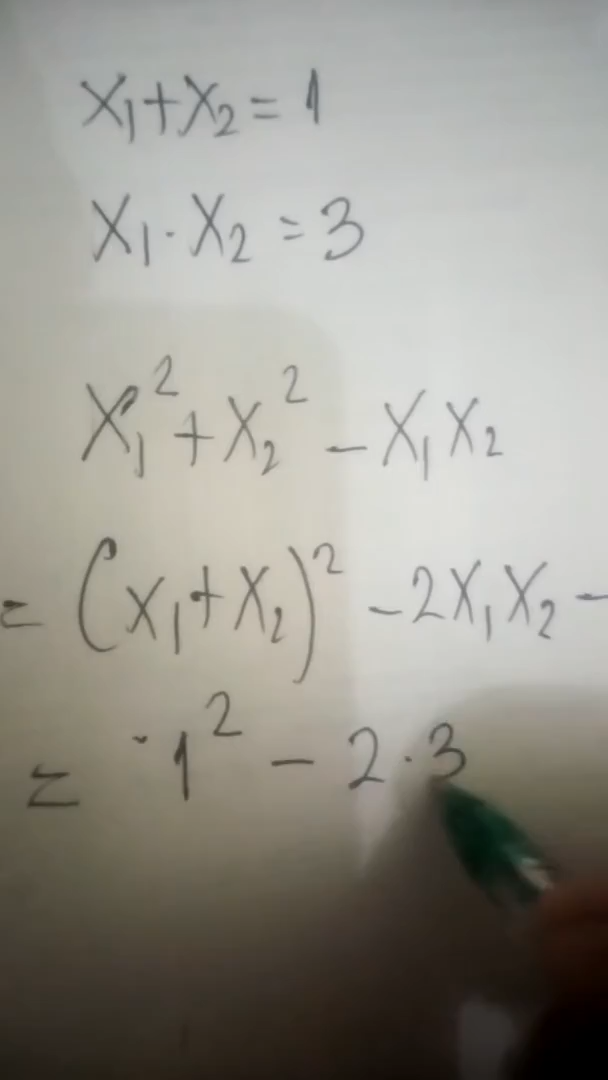 x₁+x₂=1
x₁·x₂=3
x₁²+x₂²-x₁x₂
=(x₁+x₂)²-2x₁x₂-
=1²-2·3